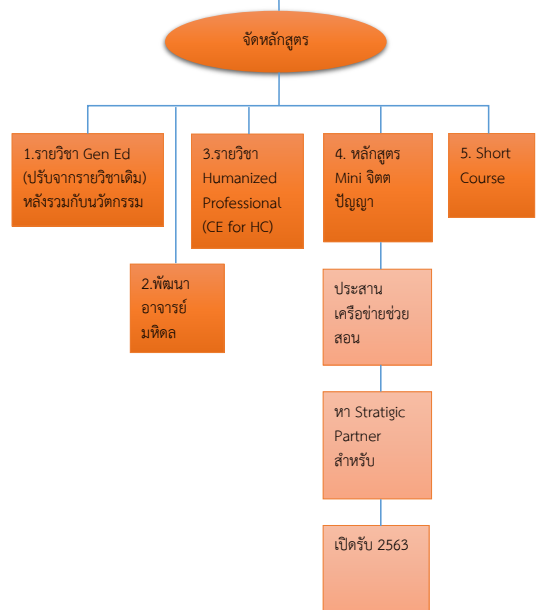 จัดหลักสูตร
1.รายวิชา Gen Ed
(ปรับจากรายวิชาเดิม)
หลังรวมกับนวัตกรรม
2.พัฒนา
อาจารย์
มหิดล
3.รายวิชา
Humanized
Professional
(CE for HC)
4. หลักสูตร
Mini จิตต
ปัญญา
5. Short
Course
ประสาน
เครือข่ายช่วย
สอน
หา Stratigic
Partner
สำหรับ
เปิดรับ 2563